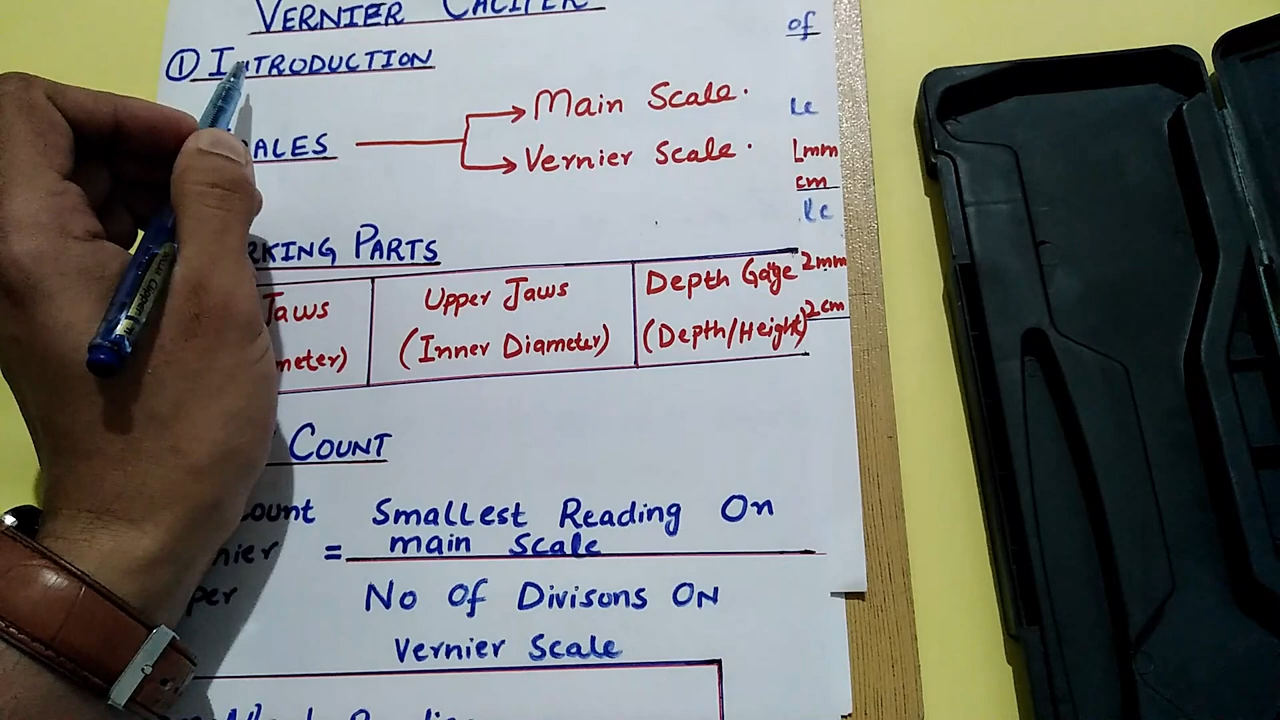 VERNIER CALIPER
① INTRODUCTION
ALES
Main Scale.
Vernier Scale.
RKING PARTS
Jaws
meter)
Upper Jaws
(Inner Diameter)
Depth Gage
(Depth/Height)
COUNT
count
nier
per
=
Smallest Reading On
main Scale
No Of Divisons ON
Vernier Scale
of
Lc
1mm
cm
Lc
2mm
2cm